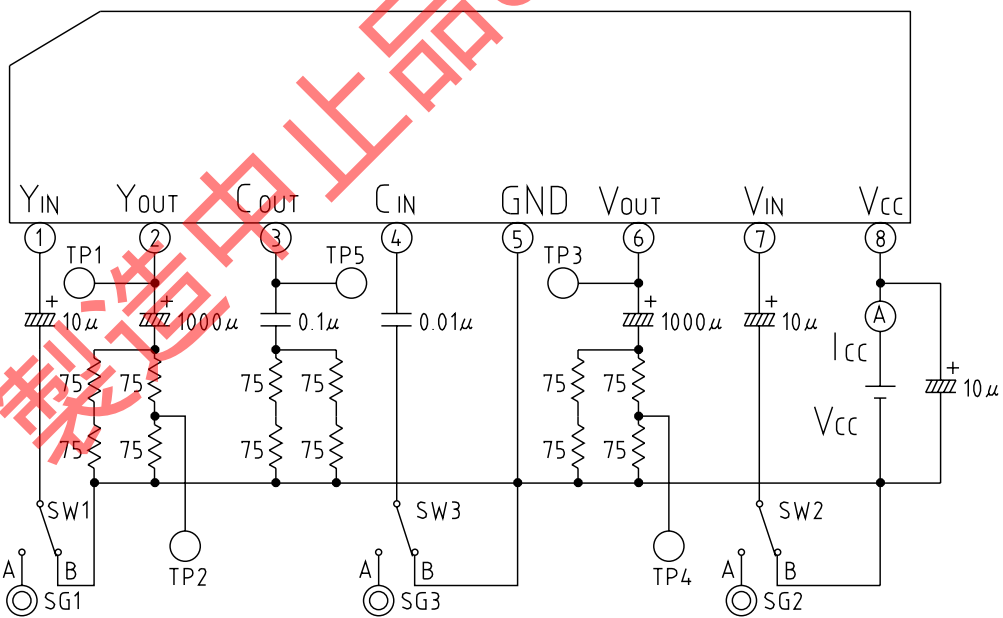 製造中止品
YIN YOUT COUT CIN GND VOUT VIN VCC
1 2 3 4 5 6 7 8
TP1 TP5 TP3
A
10μ 1000μ 0.1μ 0.01μ 1000μ 10μ
ICC
75 75 75 75 75 75
10μ
VCC
75 75 75 75 75 75
SW1 SW3 SW2
A B A B A B
TP2 TP4
SG1 SG3 SG2